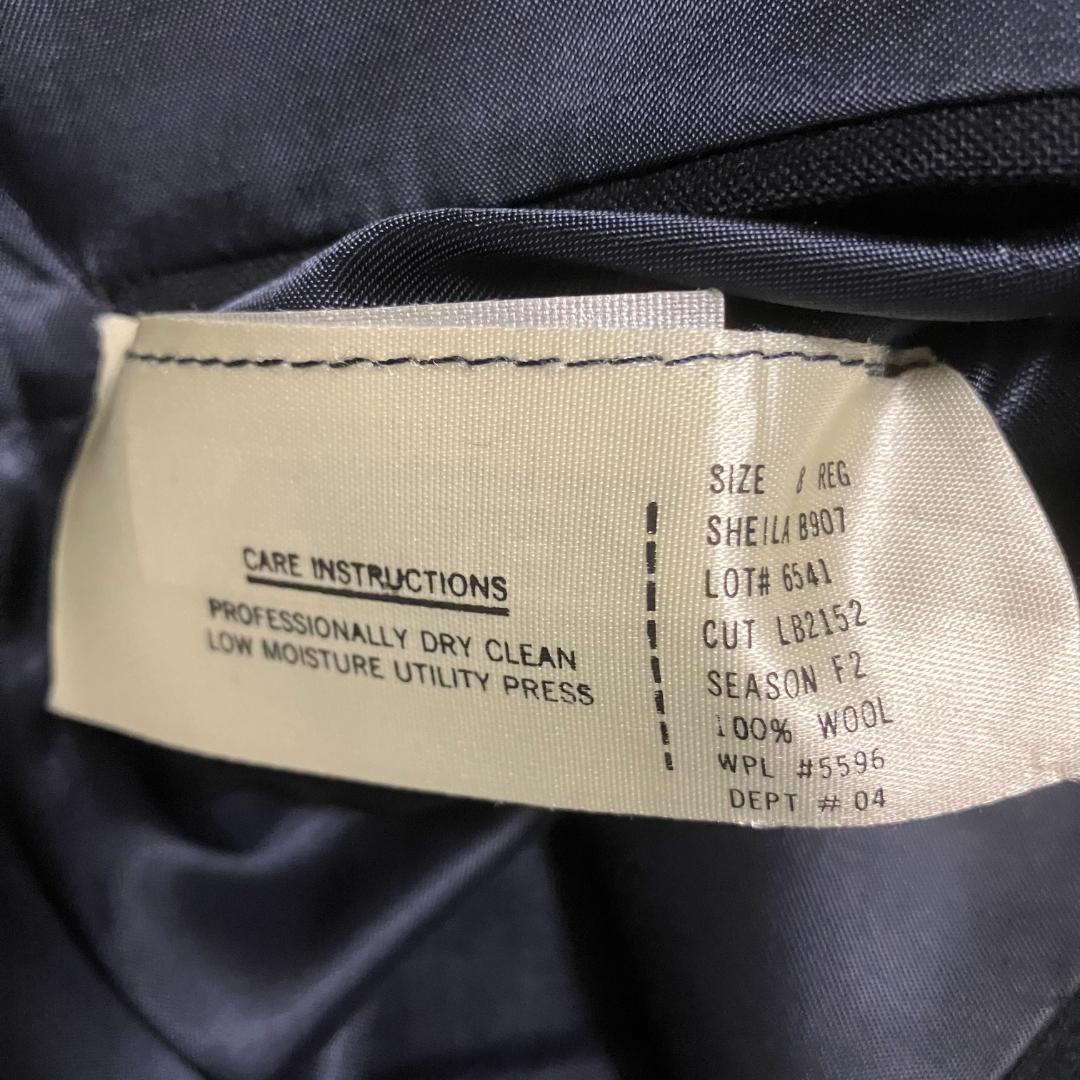 CARE INSTRUCTIONS
PROFESSIONALLY DRY CLEAN
LOW MOISTURE UTILITY PRESS
SIZE 8 REG
SHEILA B907
LOT# 6541
CUT LB2152
SEASON F2
100% WOOL
WPL #5596
DEPT # 04